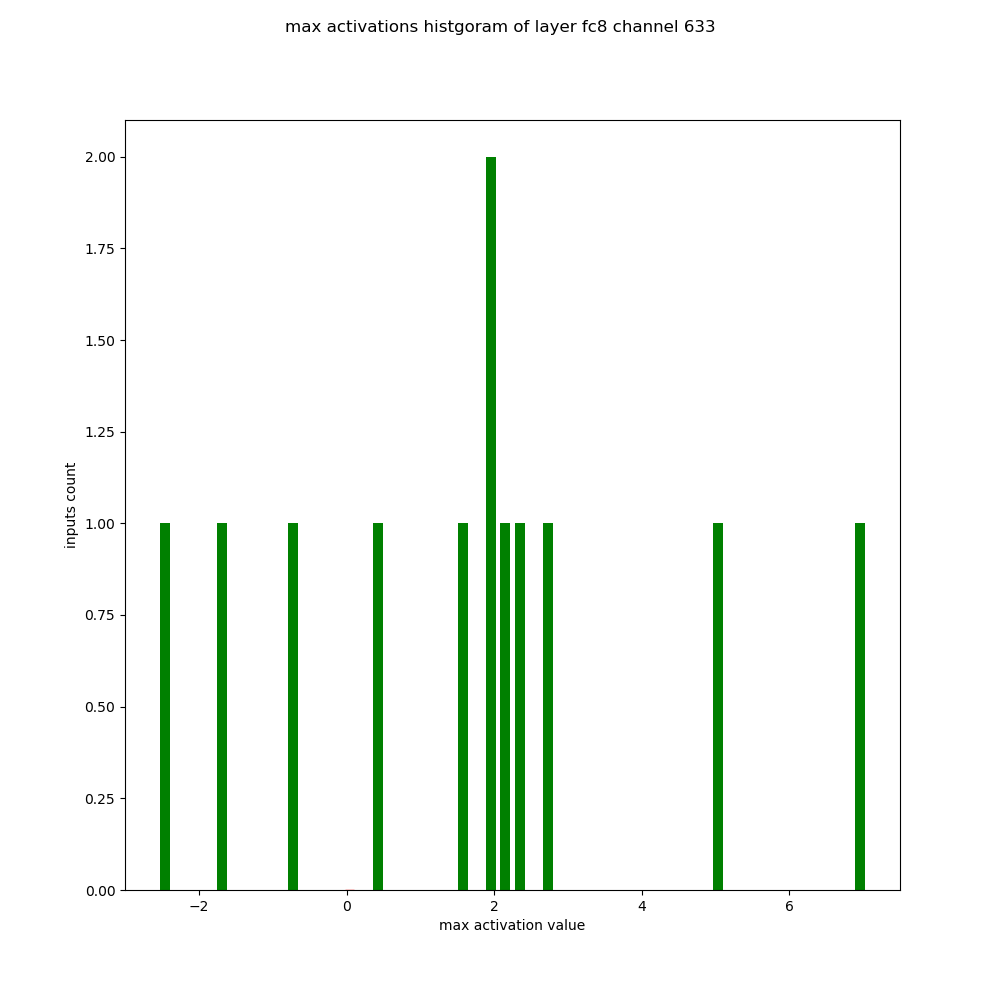 max activations histgoram of layer fc8 channel 633
2.00
1.75
1.50
1.25
1.00
0.75
0.50
0.25
0.00
inputs count
−2 0 2 4 6
max activation value